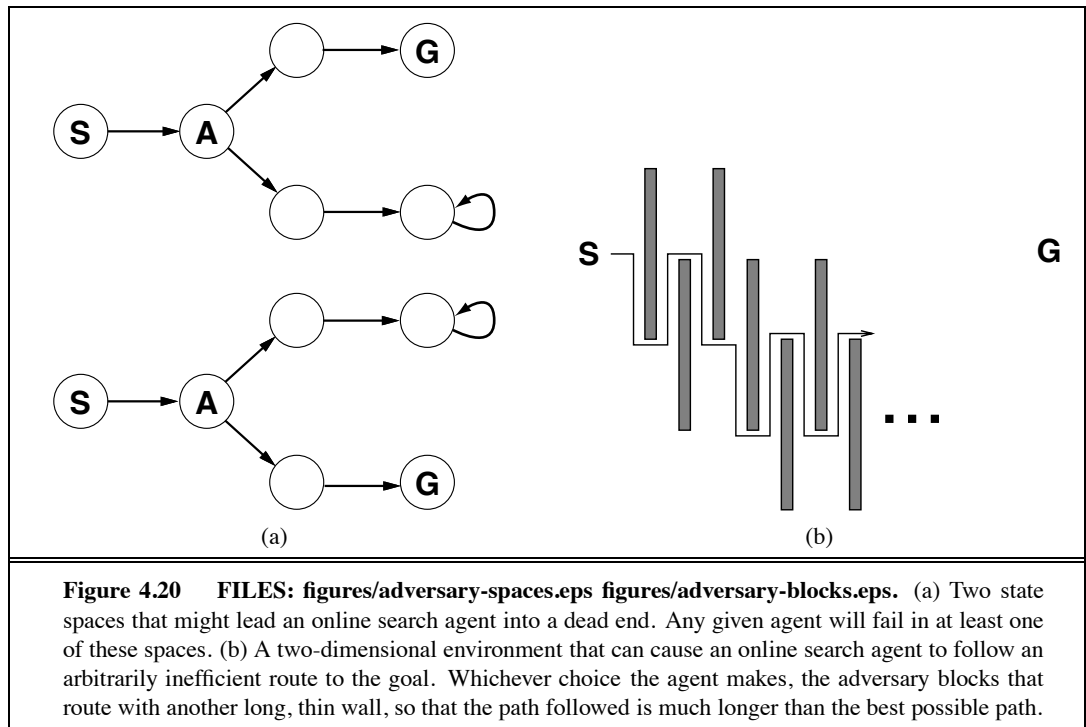 G
S
A
S
A
G
(a)
S
G
...
(b)
Figure 4.20 FILES: figures/adversary-spaces.eps figures/adversary-blocks.eps. (a) Two state
spaces that might lead an online search agent into a dead end. Any given agent will fail in at least one
of these spaces. (b) A two-dimensional environment that can cause an online search agent to follow an
arbitrarily inefficient route to the goal. Whichever choice the agent makes, the adversary blocks that
route with another long, thin wall, so that the path followed is much longer than the best possible path.